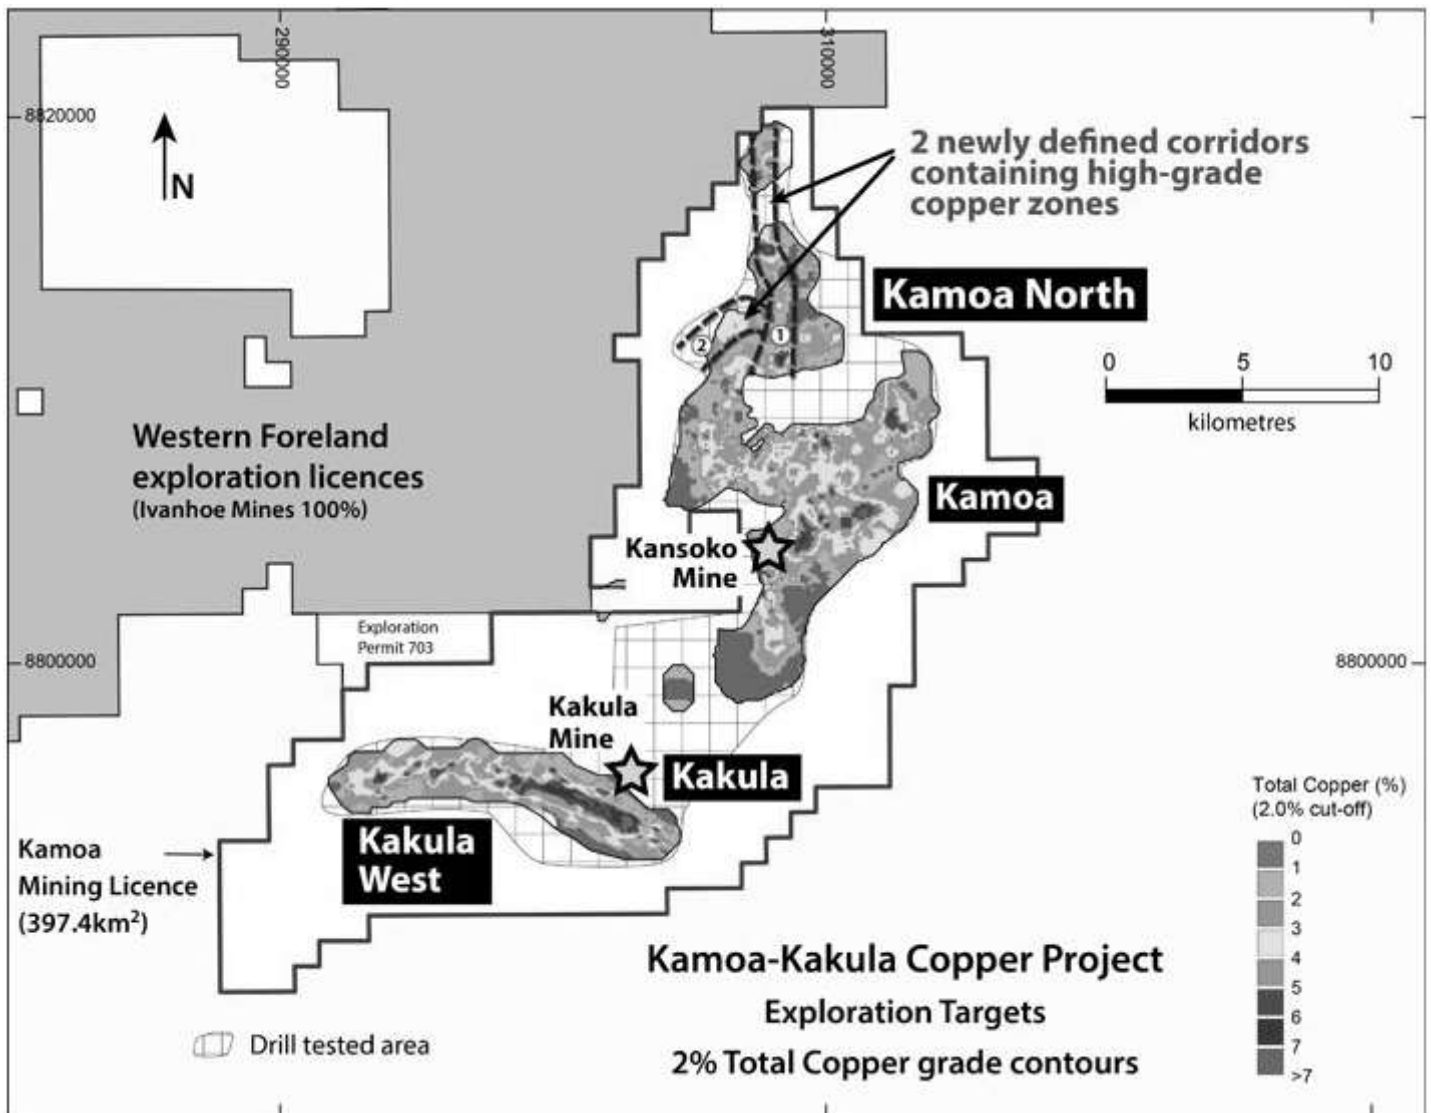 290000
310000
8820000
N
2 newly defined corridors
containing high-grade
copper zones
Kamoa North
1
2
0 5 10
kilometres
Western Foreland
exploration licences
(Ivanhoe Mines 100%)
Kamoa
Kansoko
Mine
Exploration
Permit 703
8800000
8800000
Kakula
Mine
Kakula
Kakula
West
Kamoa
Mining Licence
(397.4km²)
Total Copper (%)
(2.0% cut-off)
0
1
2
3
4
5
6
7
>7
Kamoa-Kakula Copper Project
Exploration Targets
2% Total Copper grade contours
Drill tested area